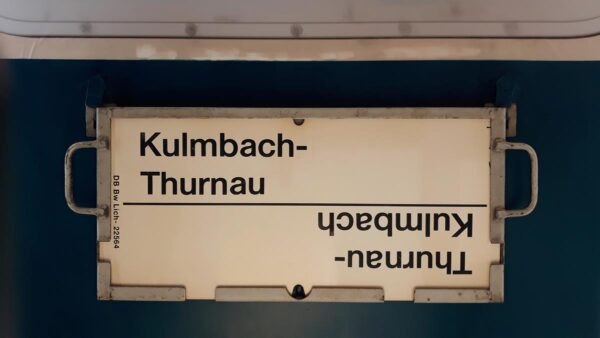 Kulmbach-
Thurnau
Thurnau-
Kulmbach
DB Bw Lich- 22564